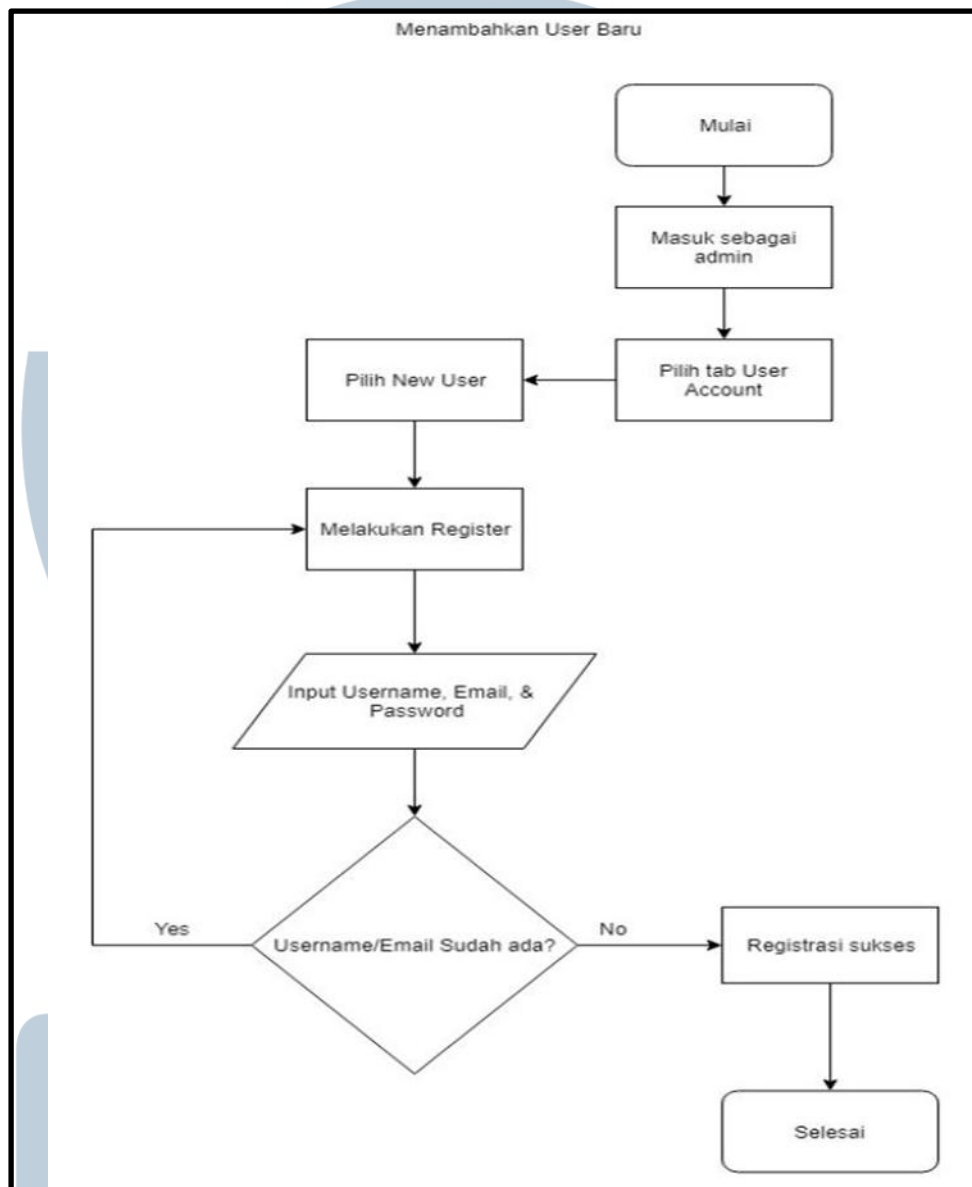 Menambahkan User Baru
Mulai
Masuk sebagai
admin
Pilih tab User
Account
Pilih New User
Melakukan Register
Input Username, Email, &
Password
Username/Email Sudah ada?
Yes
No
Registrasi sukses
Selesai